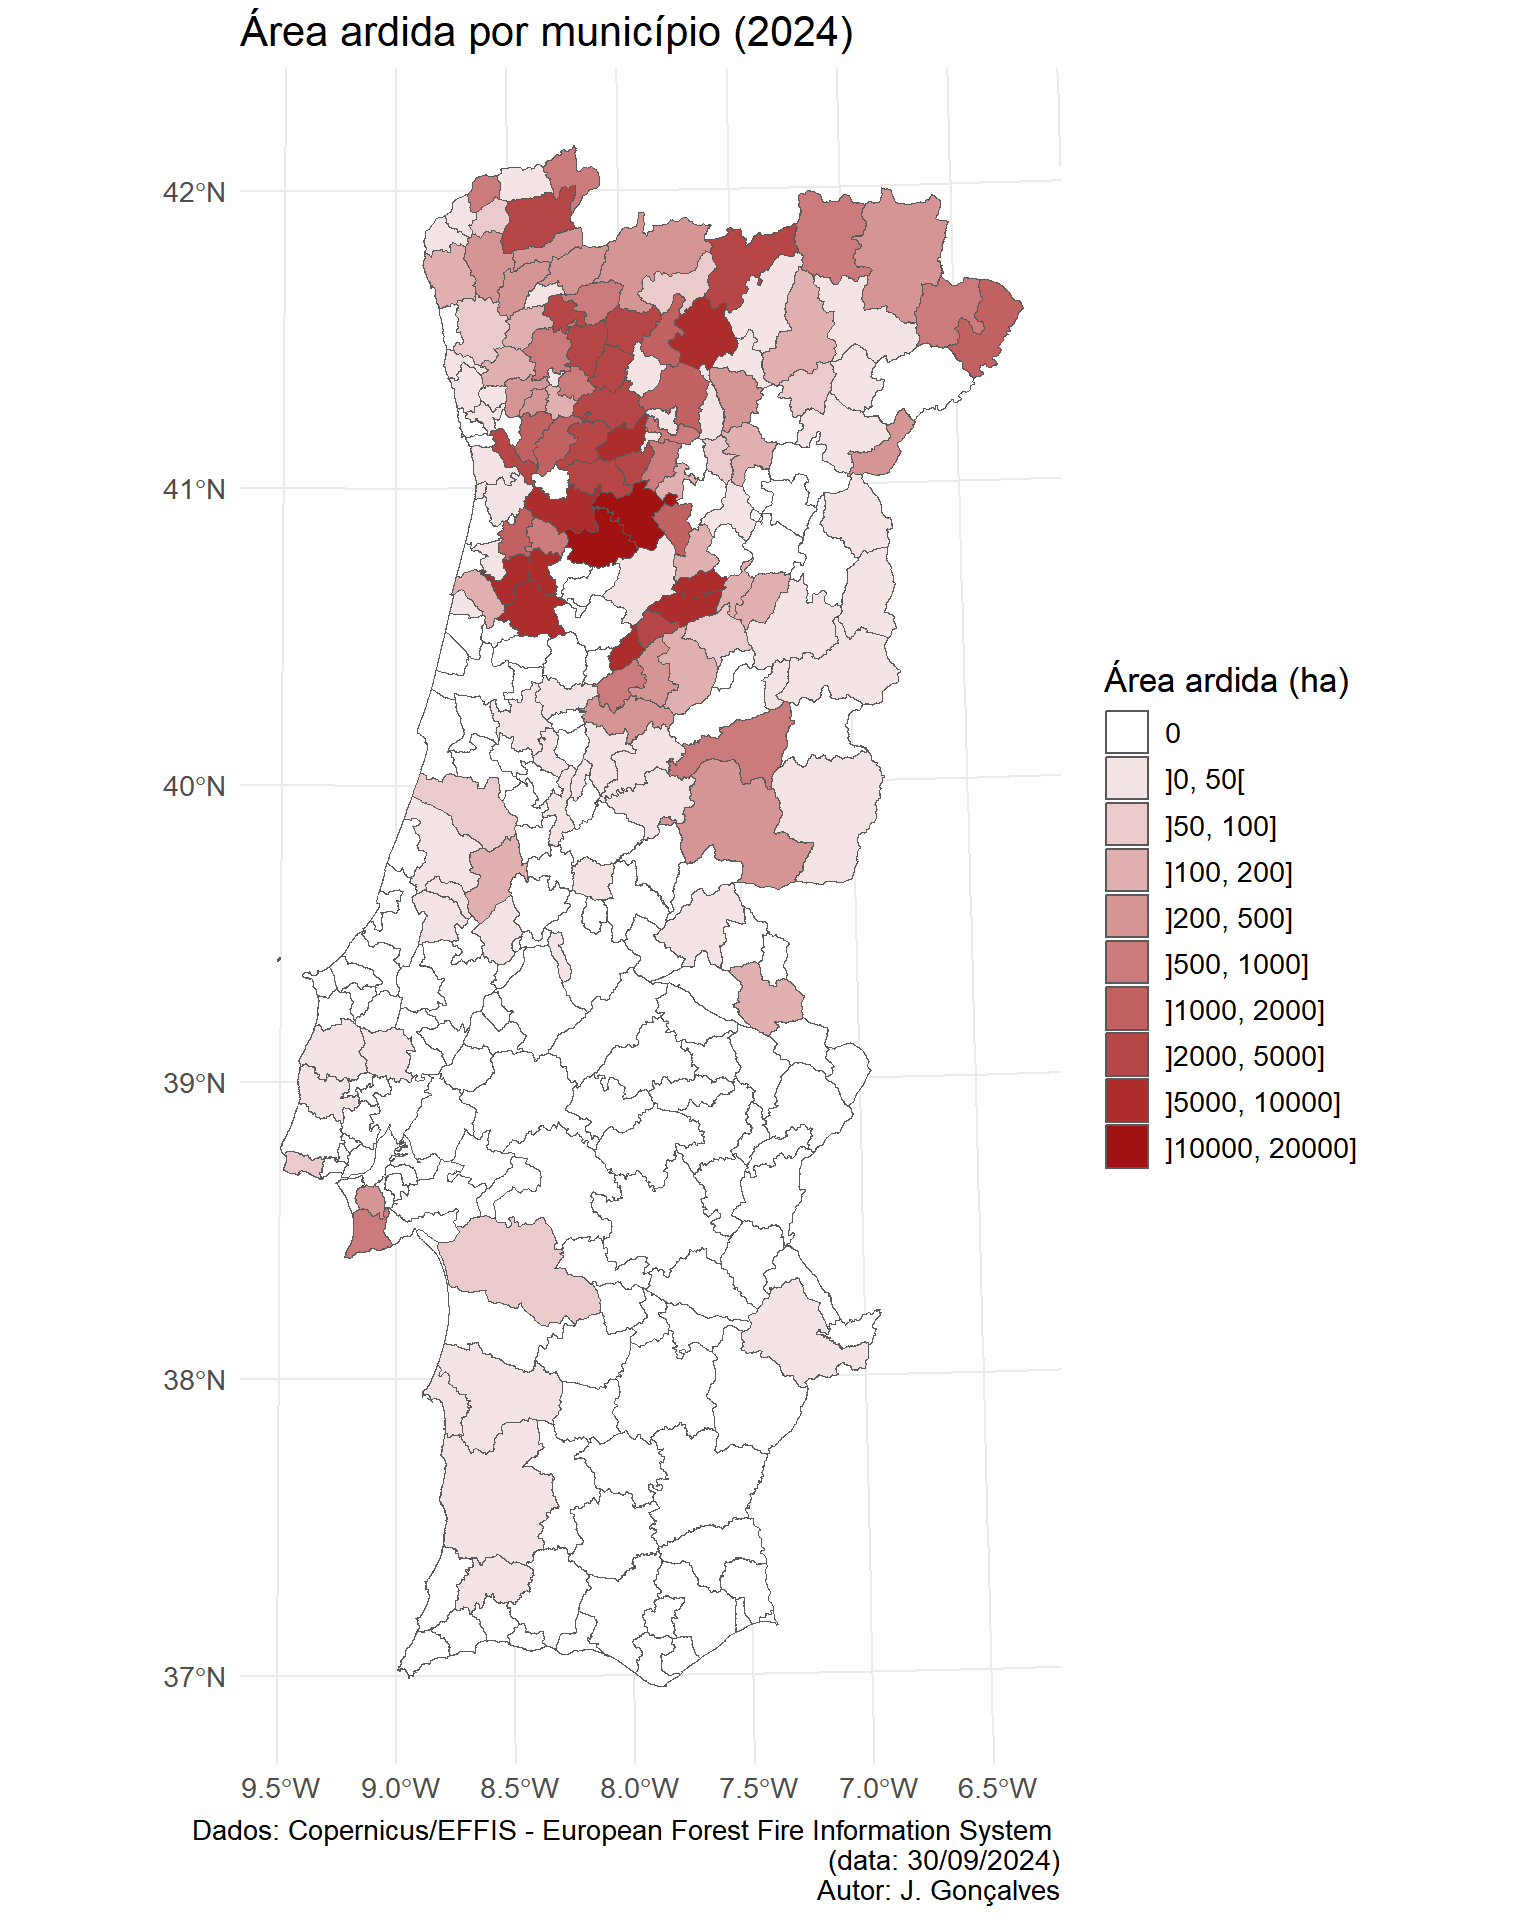 Área ardida por município (2024)
42°N
41°N
40°N
39°N
38°N
37°N
9.5°W 9.0°W 8.5°W 8.0°W 7.5°W 7.0°W 6.5°W
Área ardida (ha)
0
]0, 50[
]50, 100]
]100, 200]
]200, 500]
]500, 1000]
]1000, 2000]
]2000, 5000]
]5000, 10000]
]10000, 20000]
Dados: Copernicus/EFFIS - European Forest Fire Information System
(data: 30/09/2024)
Autor: J. Gonçalves